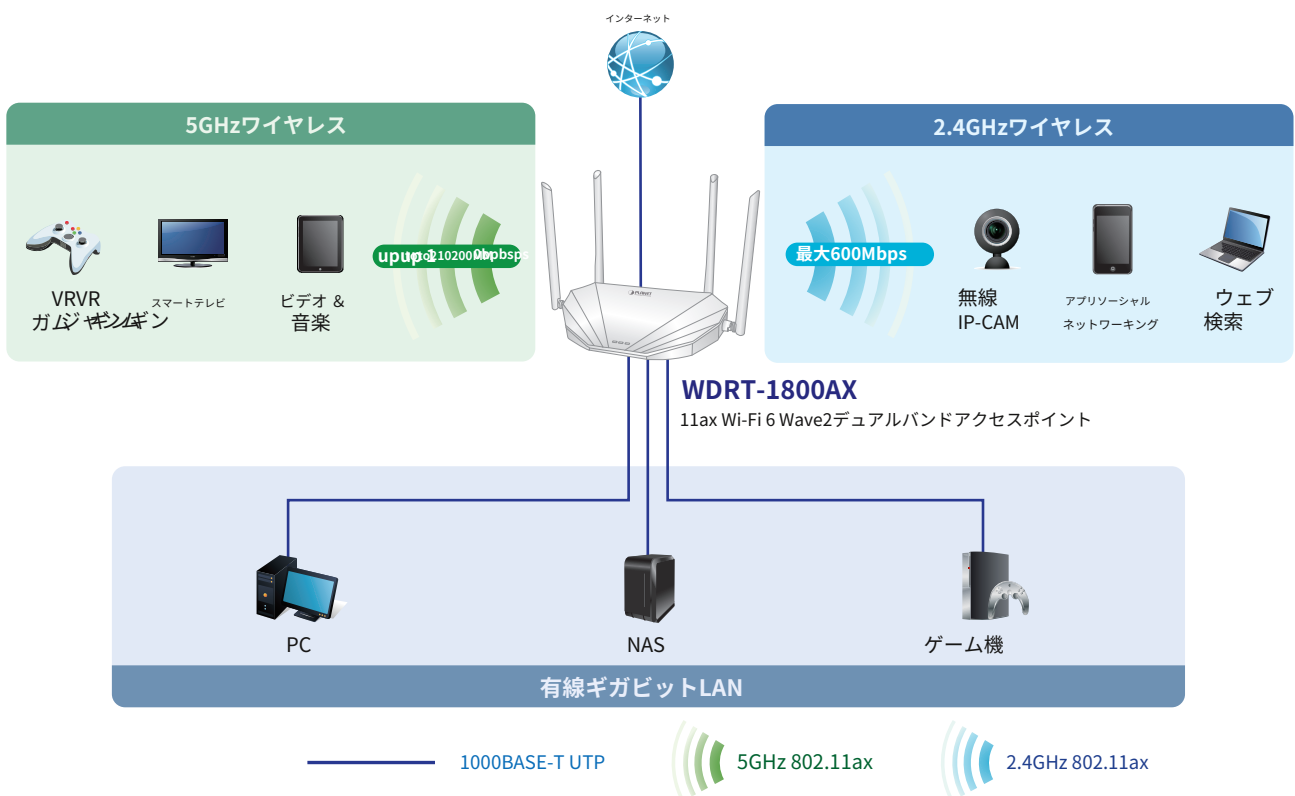 インターネット
5GHzワイヤレス
2.4GHzワイヤレス
最大600Mbps
VRVR
スマートテレビ
ビデオ &
音楽
無線
IP-CAM
アプリソーシャル
ネットワーキング
ウェブ
検索
PLANET
WDRT-1800AX
11ax Wi-Fi 6 Wave2デュアルバンドアクセスポイント
PC
NAS
ゲーム機
有線ギガビットLAN
1000BASE-T UTP
5GHz 802.11ax
2.4GHz 802.11ax